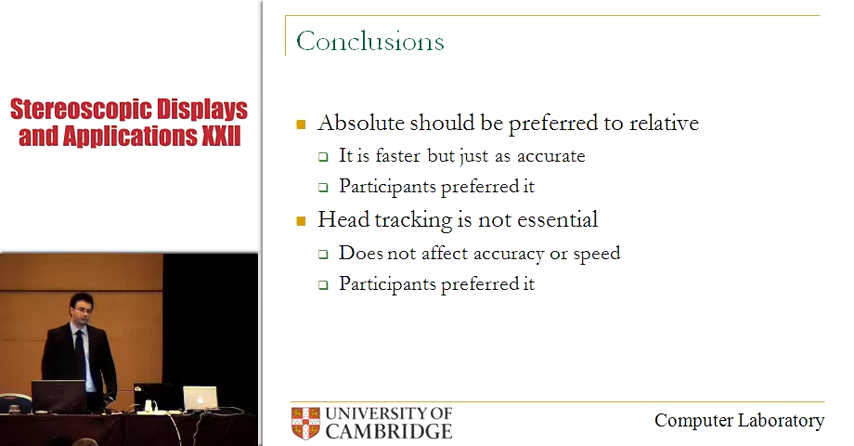 Stereoscopic Displays
and Applications XXII
Conclusions
Absolute should be preferred to relative
It is faster but just as accurate
Participants preferred it
Head tracking is not essential
Does not affect accuracy or speed
Participants preferred it
UNIVERSITY OF
CAMBRIDGE
Computer Laboratory